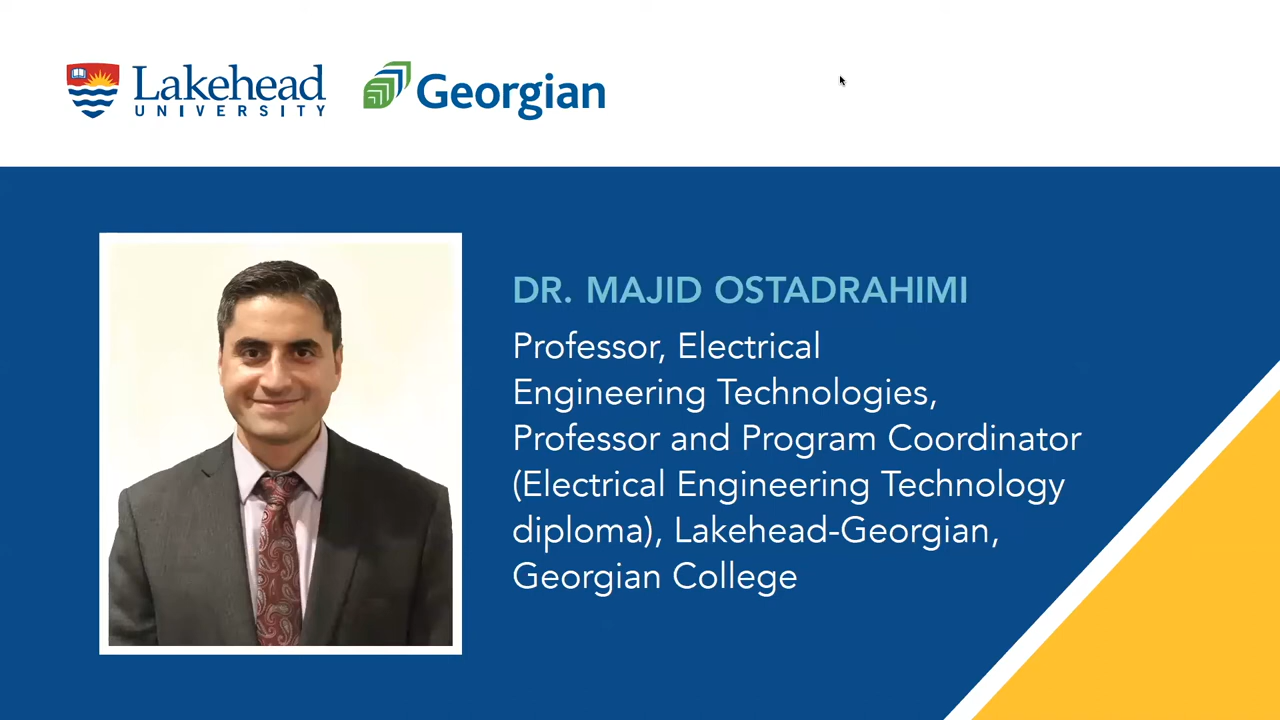 Lakehead
UNIVERSITY
Georgian
DR. MAJID OSTADRAHIMI
Professor, Electrical
Engineering Technologies,
Professor and Program Coordinator
(Electrical Engineering Technology
diploma), Lakehead-Georgian,
Georgian College